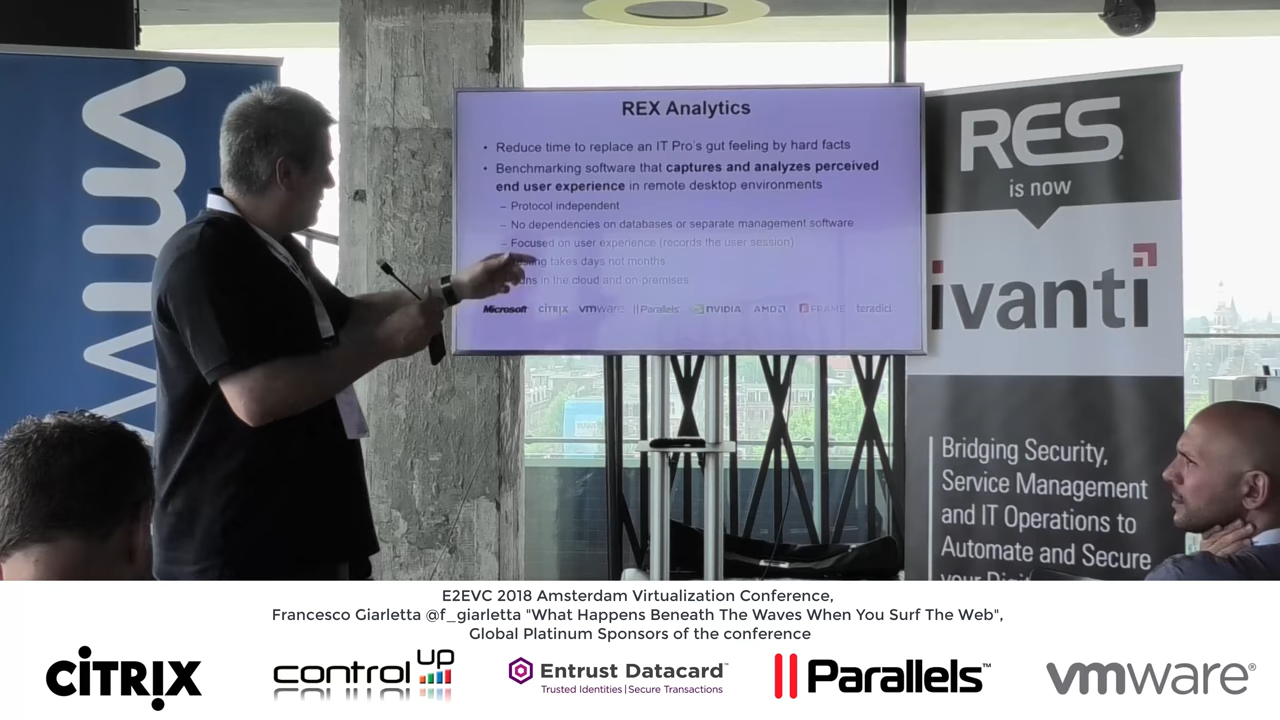 vmw
REX Analytics
• Reduce time to replace an IT Pro's gut feeling by hard facts
• Benchmarking software that captures and analyzes perceived
end user experience in remote desktop environments
– Protocol independent
– No dependencies on databases or separate management software
– Focused on user experience (records the user session)
takes days not months
in the cloud and on-premises
Microsoft CITRIX vmware Parallels NVIDIA AMD FRAME teradici
RES
is now
ivanti
Bridging Security,
Service Management
and IT Operations to
Automate and Secure
E2EVC 2018 Amsterdam Virtualization Conference,
Francesco Giarletta @f_giarletta "What Happens Beneath The Waves When You Surf The Web",
Global Platinum Sponsors of the conference
CITRIX controlUP Entrust Datacard™ Parallels™ vmware®
Trusted Identities | Secure Transactions